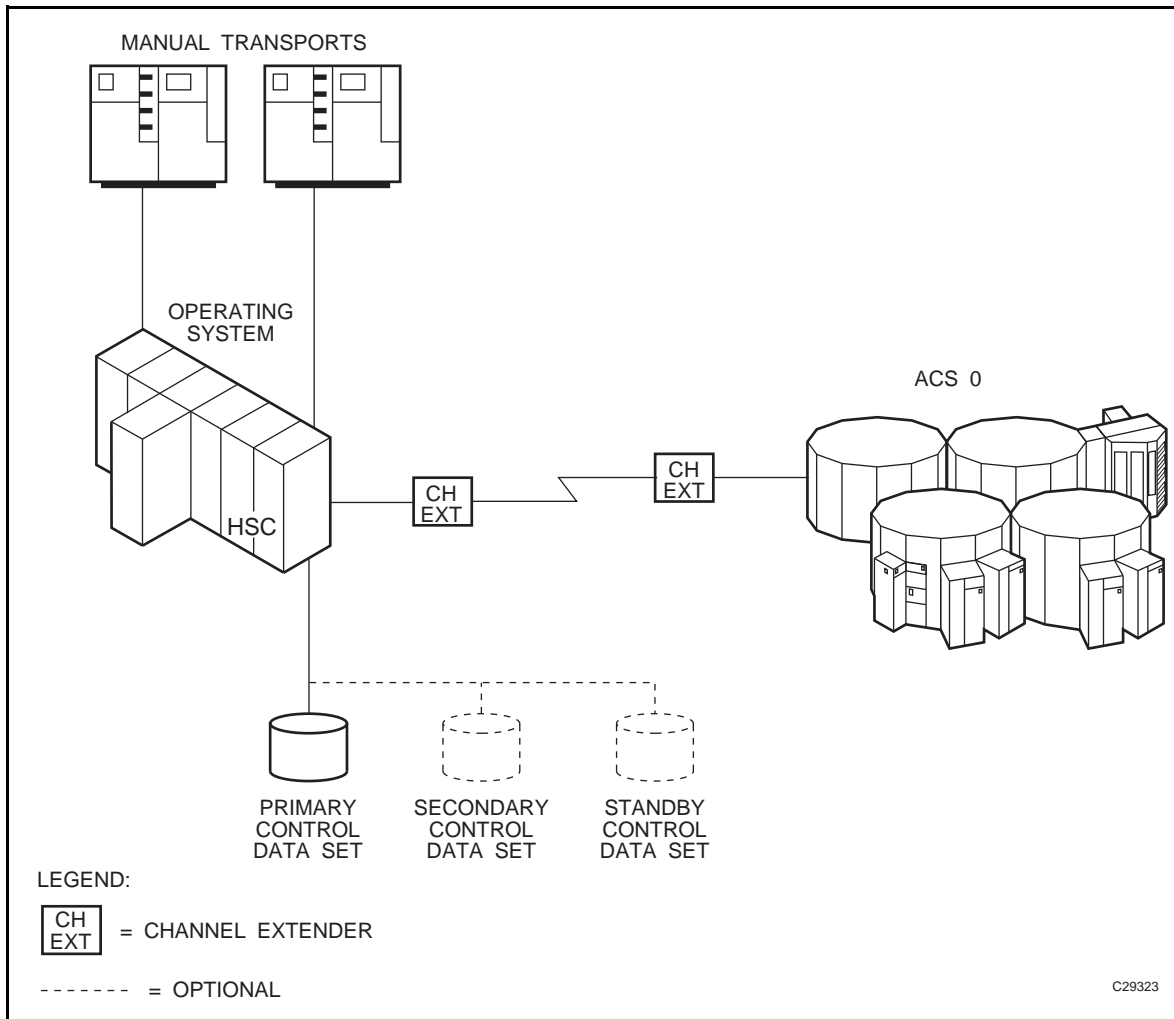 MANUAL TRANSPORTS
OPERATING
SYSTEM
HSC
CH
EXT
CH
EXT
ACS 0
PRIMARY
CONTROL
DATA SET
SECONDARY
CONTROL
DATA SET
STANDBY
CONTROL
DATA SET
LEGEND:
CH
EXT
= CHANNEL EXTENDER
= OPTIONAL
C29323